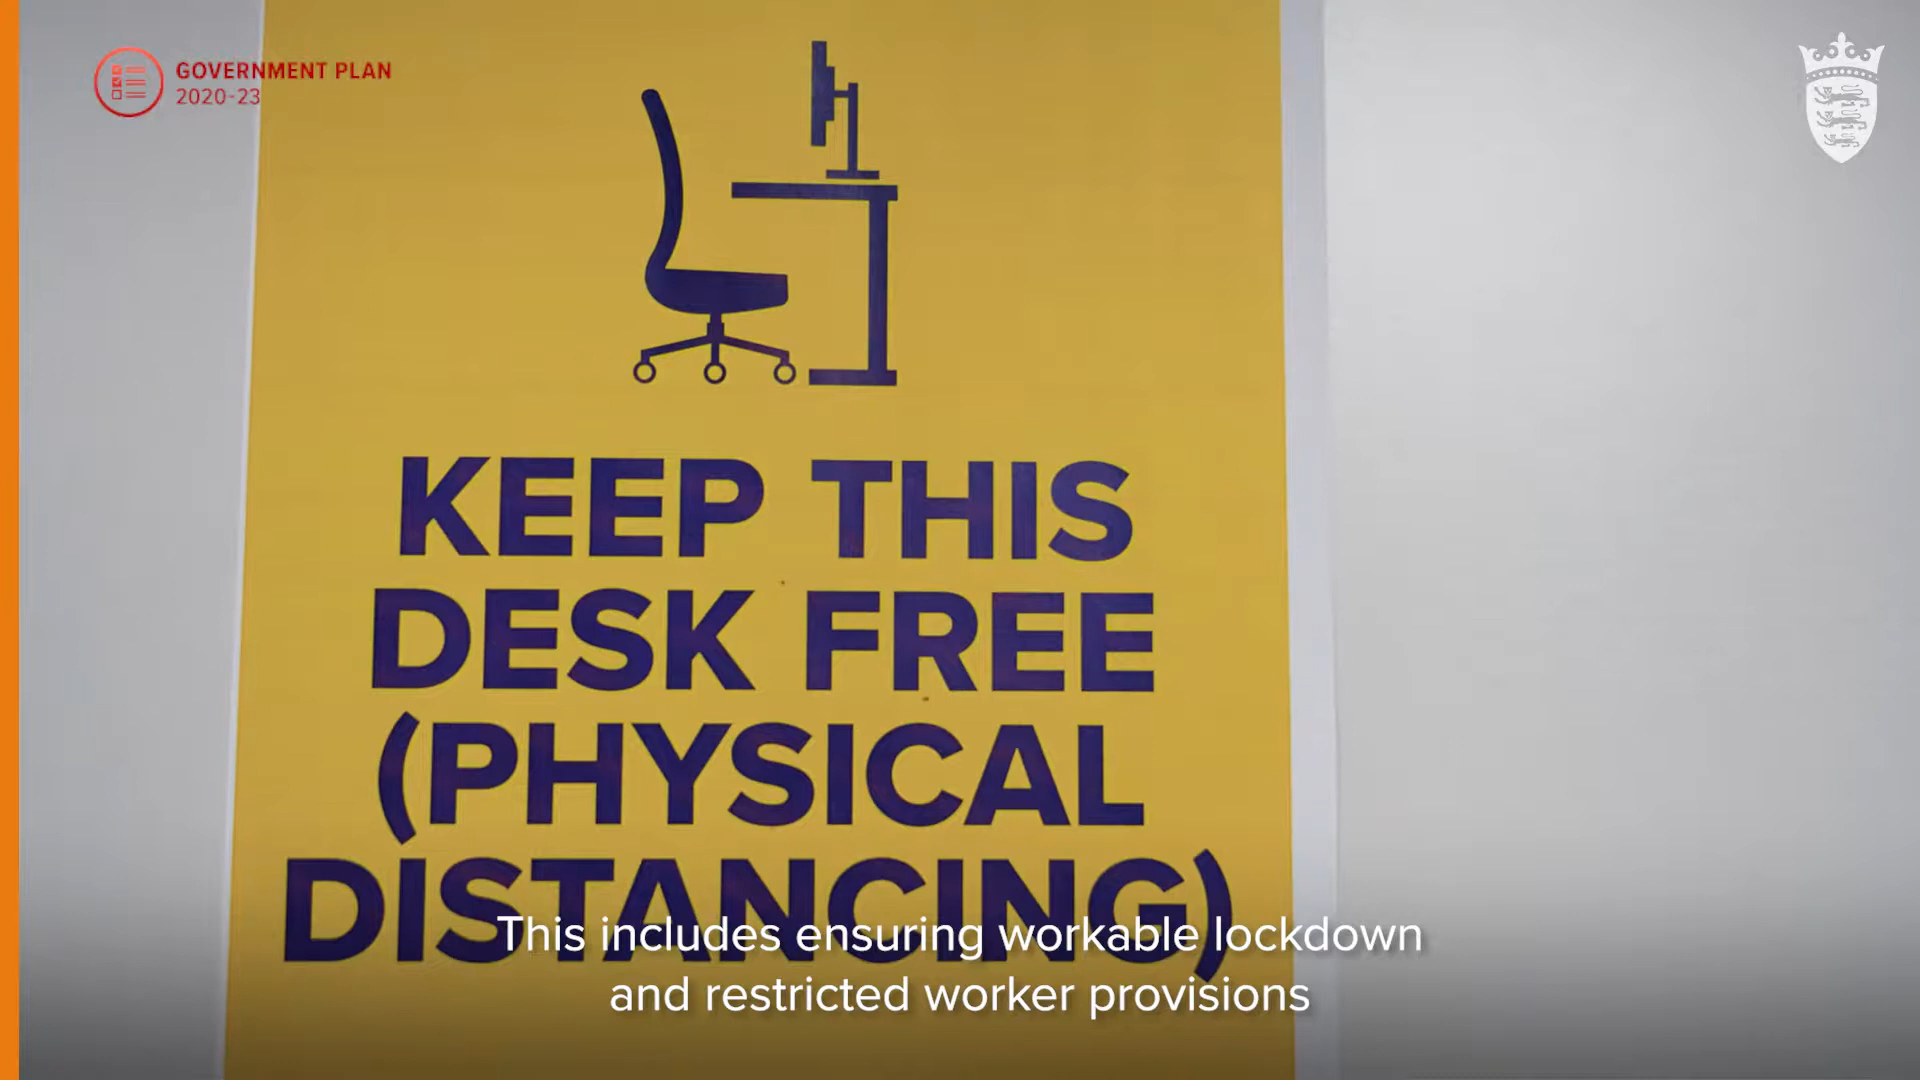 GOVERNMENT PLAN
2020-23
KEEP THIS
DESK FREE
(PHYSICAL
DISTANCING)
This includes ensuring workable lockdown
and restricted worker provisions